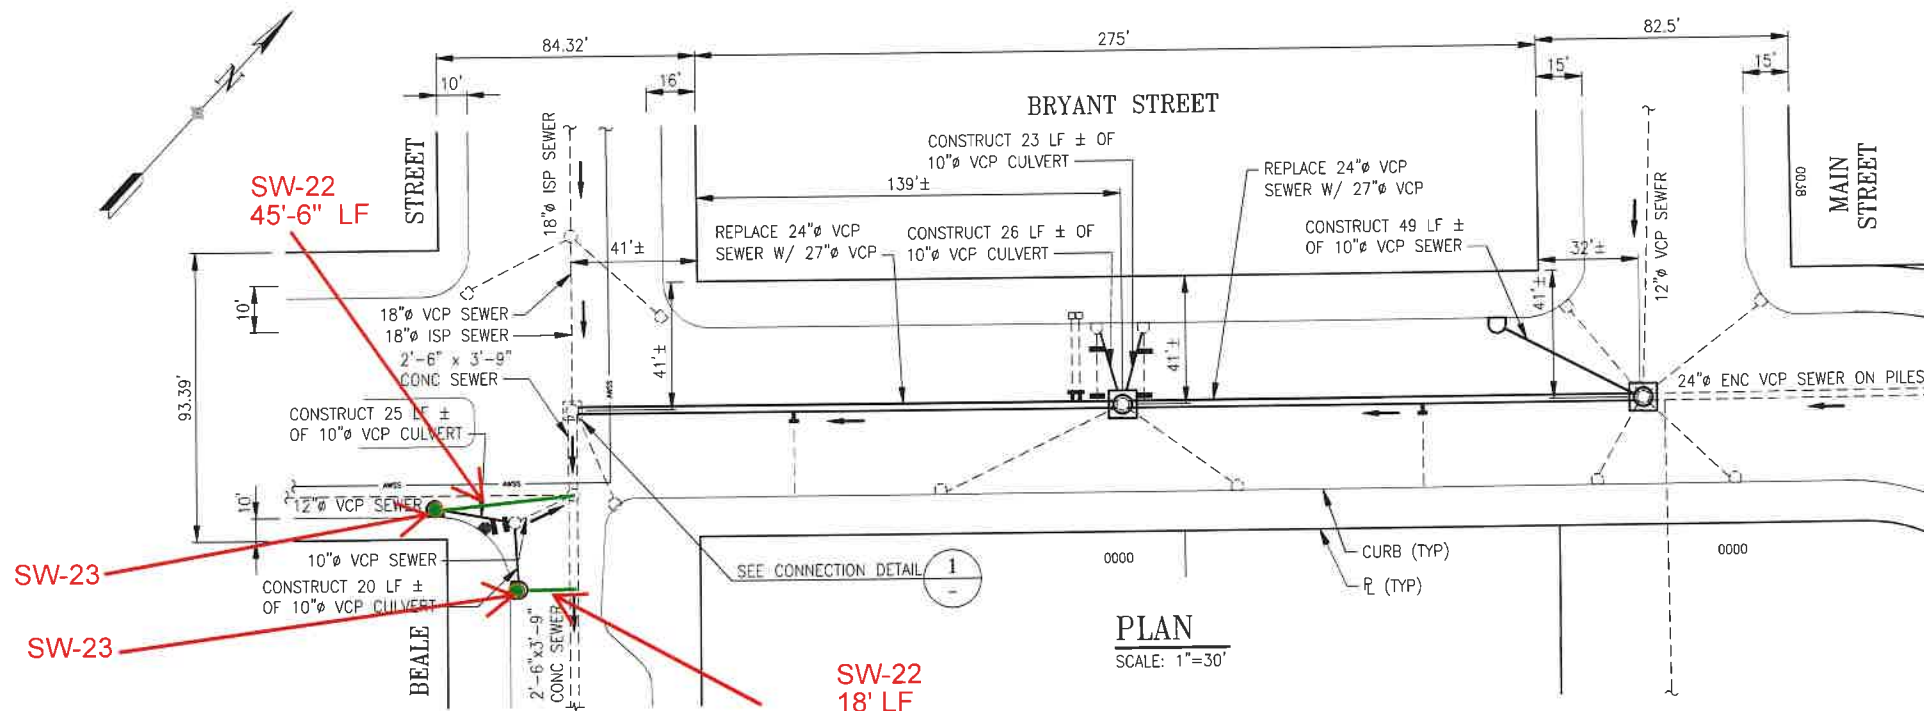 84.32'
275'
82.5'
10'
16'
15'
15'
N
BRYANT STREET
STREET
18"ø ISP SEWER
CONSTRUCT 23 LF ± OF
10"ø VCP CULVERT
139'±
REPLACE 24"ø VCP
SEWER W/ 27"ø VCP
12"ø VCP SEWER
0038
MAIN
STREET
SW-22
45'-6" LF
41'±
REPLACE 24"ø VCP
SEWER W/ 27"ø VCP
CONSTRUCT 26 LF ± OF
10"ø VCP CULVERT
CONSTRUCT 49 LF ±
OF 10"ø VCP SEWER
32'±
10'
18"ø VCP SEWER
18"ø ISP SEWER
2'-6" x 3'-9"
CONC SEWER
41'±
41'±
41'±
93.39'
AWSS
24"ø ENC VCP SEWER ON PILES
CONSTRUCT 25 LF ±
OF 10"ø VCP CULVERT
AWSS
AWSS
10'
12"ø VCP SEWER
SW-23
10"ø VCP SEWER
CONSTRUCT 20 LF ±
OF 10"ø VCP CULVERT
SEE CONNECTION DETAIL
1
-
0000
CURB (TYP)
PL (TYP)
0000
SW-23
BEALE
2'-6"x3'-9"
CONC SEWER
PLAN
SCALE: 1"=30'
SW-22
18' LF